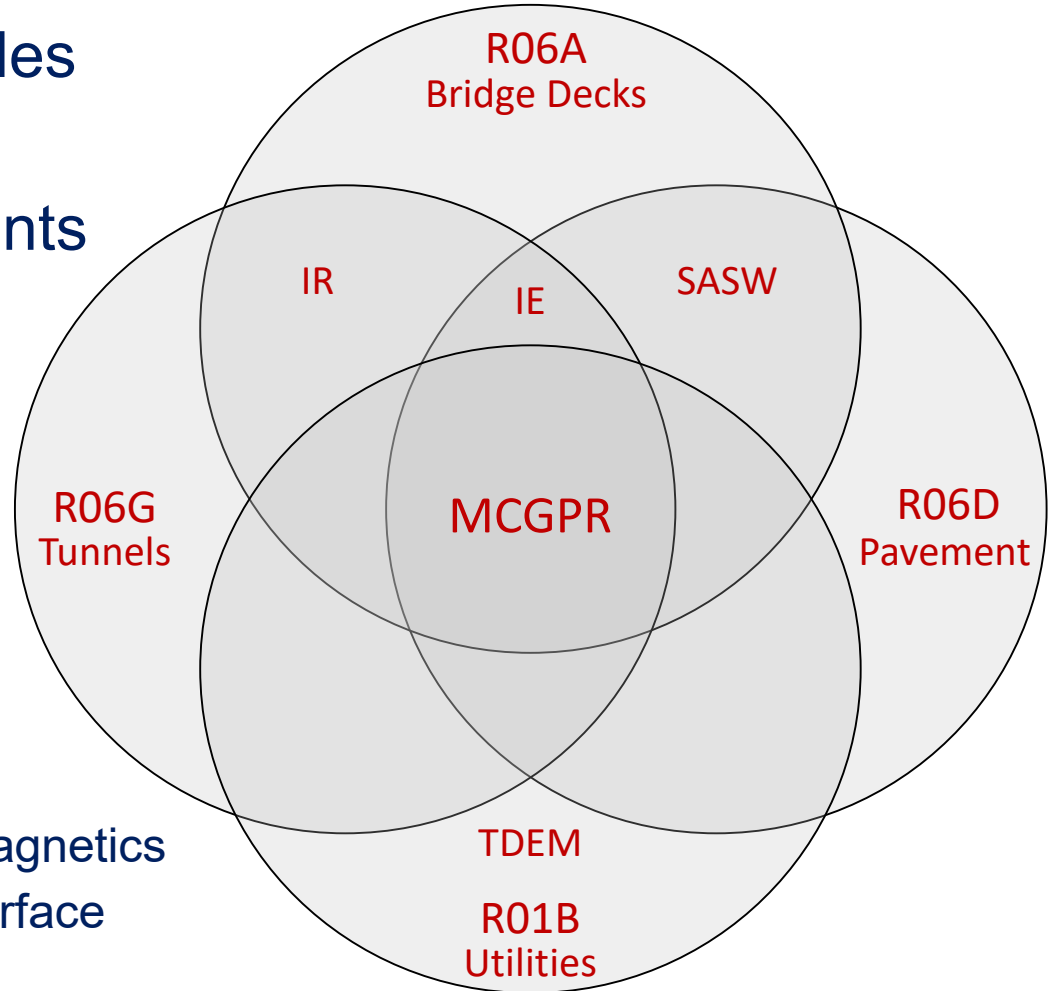 les
nts
R06A
Bridge Decks
IR
IE
SASW
R06G
Tunnels
MCGPR
R06D
Pavement
agnetics
rface
TDEM
R01B
Utilities